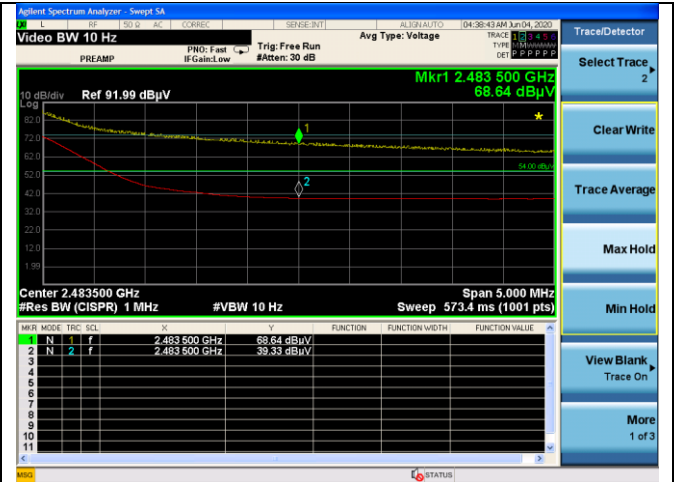 Agilent Spectrum Analyzer - Swept SA
L RF 50 Ω AC CORREC SENSE:INT ALIGN AUTO 04:38:43 AM Jun 04, 2020
Video BW 10 Hz
PNO: Fast
IFGain:Low
Trig: Free Run
#Atten: 30 dB
Avg Type: Voltage
TRACE 1 2 3 4 5 6
TYPE
DET P P P P P P
PREAMP
Mkr1 2.483 500 GHz
68.64 dBµV
10 dB/div Ref 91.99 dBµV
Log
82.0
72.0
62.0
52.0
42.0
32.0
22.0
12.0
1.99
1
2
54.00 dBµV
Center 2.483500 GHz Span 5.000 MHz
#Res BW (CISPR) 1 MHz #VBW 10 Hz Sweep 573.4 ms (1001 pts)
MKR MODE TRC SCL X Y FUNCTION FUNCTION WIDTH FUNCTION VALUE
1 N 1 f 2.483 500 GHz 68.64 dBµV
2 N 2 f 2.483 500 GHz 39.33 dBµV
3
4
5
6
7
8
9
10
11
MSG STATUS
Trace/Detector
Select Trace
2
Clear Write
Trace Average
Max Hold
Min Hold
View Blank
Trace On
More
1 of 3